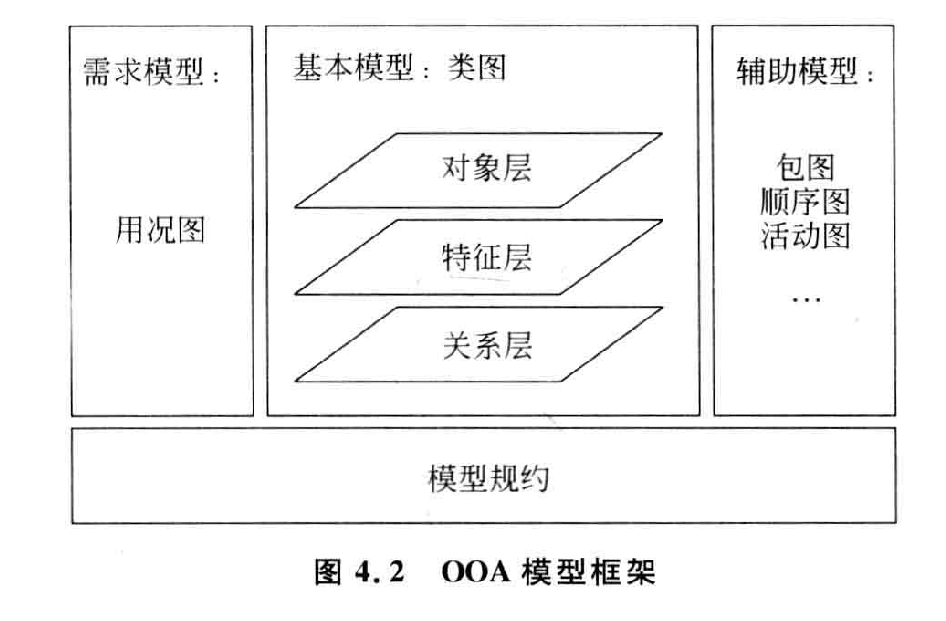 需求模型：
用况图
基本模型：类图
对象层
特征层
关系层
辅助模型：
包图
顺序图
活动图
…
模型规约
图 4.2 OOA 模型框架